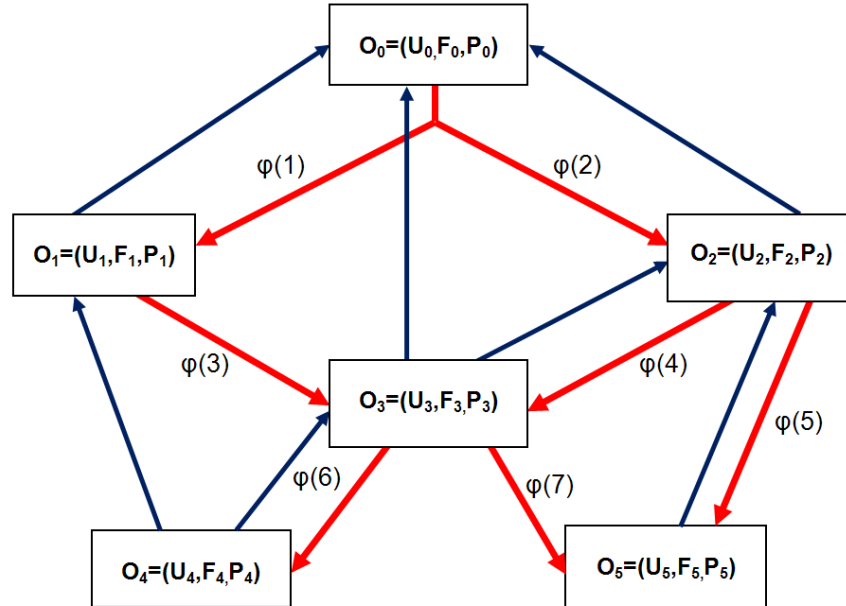 O₀=(U₀,F₀,P₀)
φ(1)
φ(2)
O₁=(U₁,F₁,P₁)
O₂=(U₂,F₂,P₂)
φ(3)
φ(4)
O₃=(U₃,F₃,P₃)
φ(5)
φ(6)
φ(7)
O₄=(U₄,F₄,P₄)
O₅=(U₅,F₅,P₅)